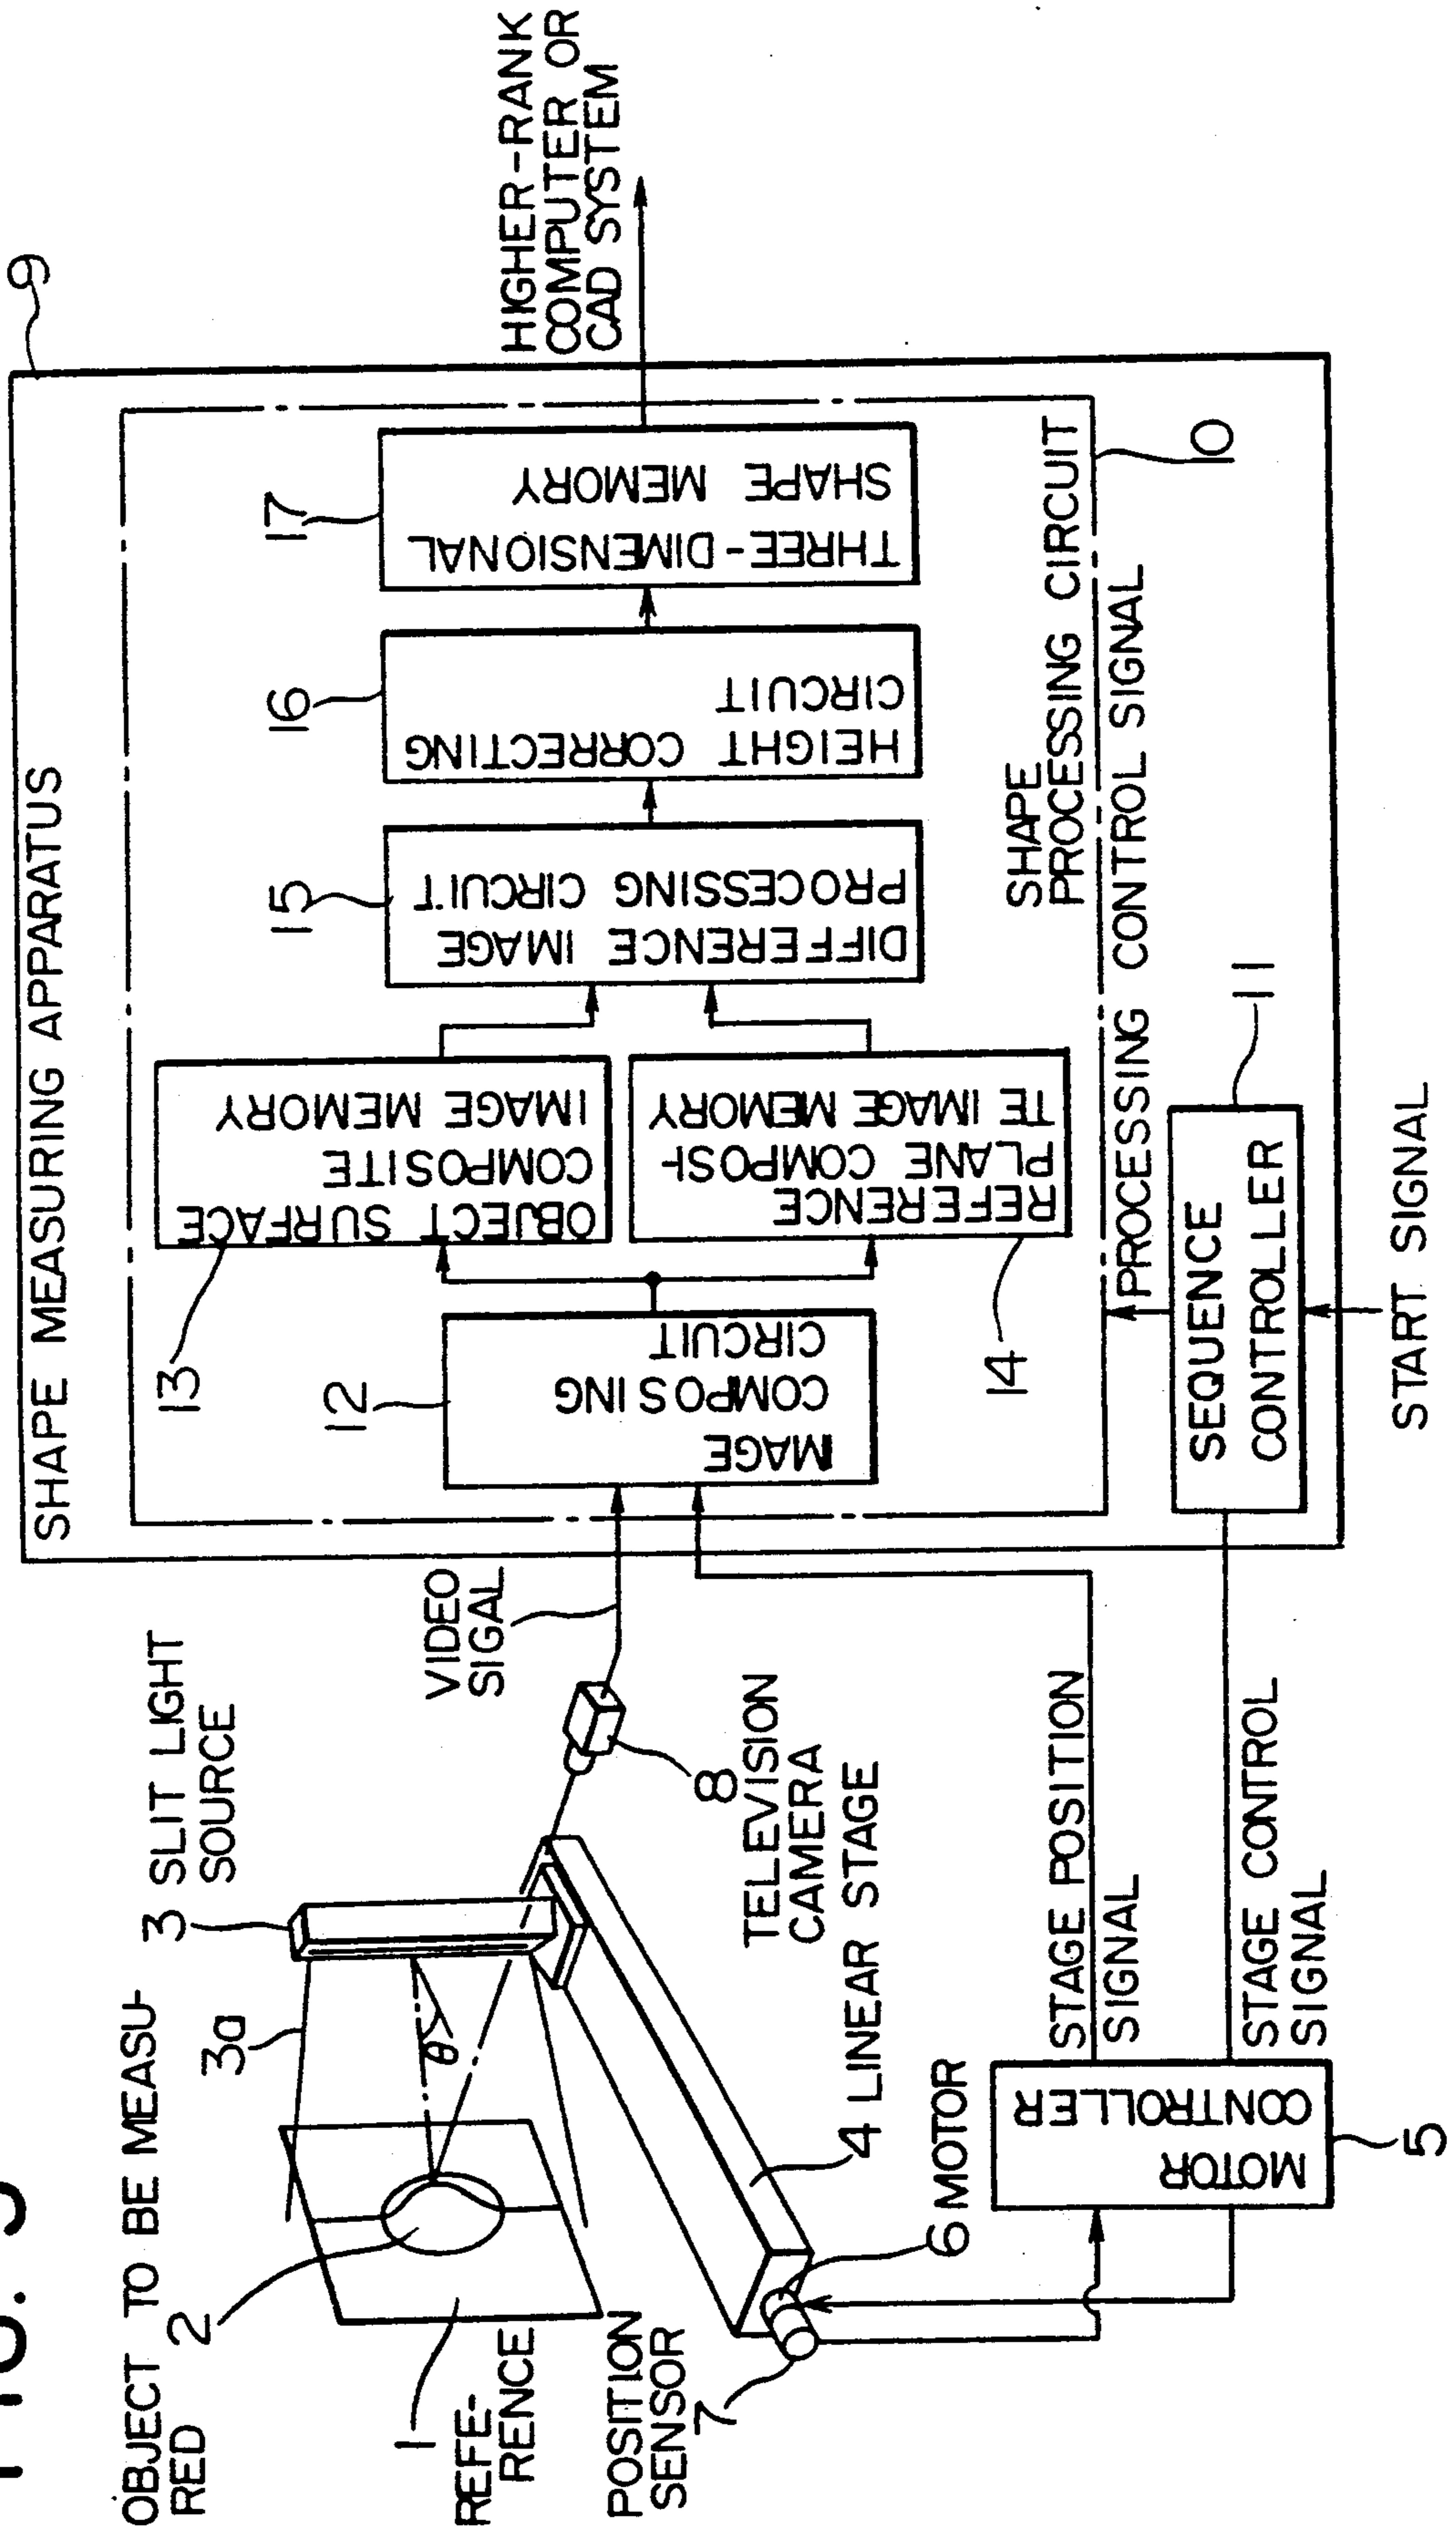 SHAPE MEASURING APPARATUS
9
OBJECT TO BE MEASU-
RED
2
3a
3 SLIT LIGHT
SOURCE
θ
1
REFE-
RENCE
POSITION
SENSOR
7
6 MOTOR
4 LINEAR STAGE
8
TELEVISION
CAMERA
VIDEO
SIGAL
STAGE POSITION
SIGNAL
STAGE CONTROL
SIGNAL
MOTOR
CONTROLLER
5
12
IMAGE
COMPOSING
CIRCUIT
13
OBJECT SURFACE
COMPOSITE
IMAGE MEMORY
14
REFERENCE
PLANE COMPOSI-
TE IMAGE MEMORY
15
DIFFERENCE IMAGE
PROCESSING CIRCUIT
16
HEIGHT CORRECTING
CIRCUIT
17
THREE-DIMENSIONAL
SHAPE MEMORY
HIGHER-RANK
COMPUTER OR
CAD SYSTEM
SHAPE
PROCESSING CIRCUIT
10
PROCESSING CONTROL SIGNAL
SEQUENCE
CONTROLLER
11
START SIGNAL